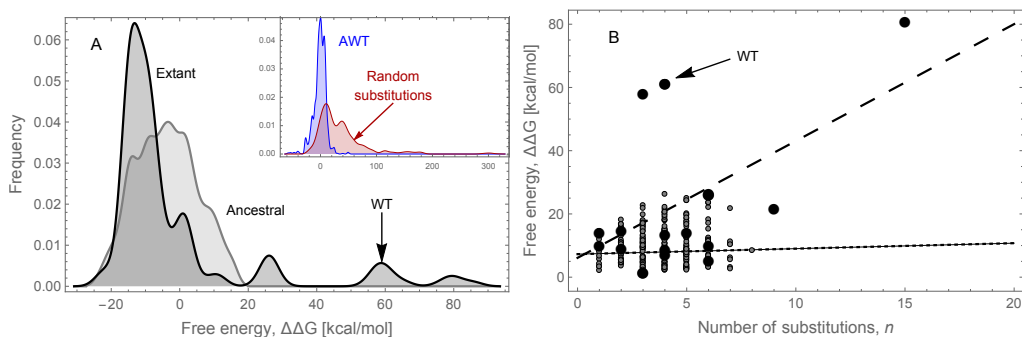 A
Extant
Ancestral
WT
Frequency
0.00
0.01
0.02
0.03
0.04
0.05
0.06
−20
0
20
40
60
80
Free energy, ΔΔG [kcal/mol]
AWT
Random
substitutions
0.00
0.01
0.02
0.03
0.04
0
100
200
300
B
WT
Free energy, ΔΔG [kcal/mol]
0
20
40
60
80
0
5
10
15
20
Number of substitutions, n